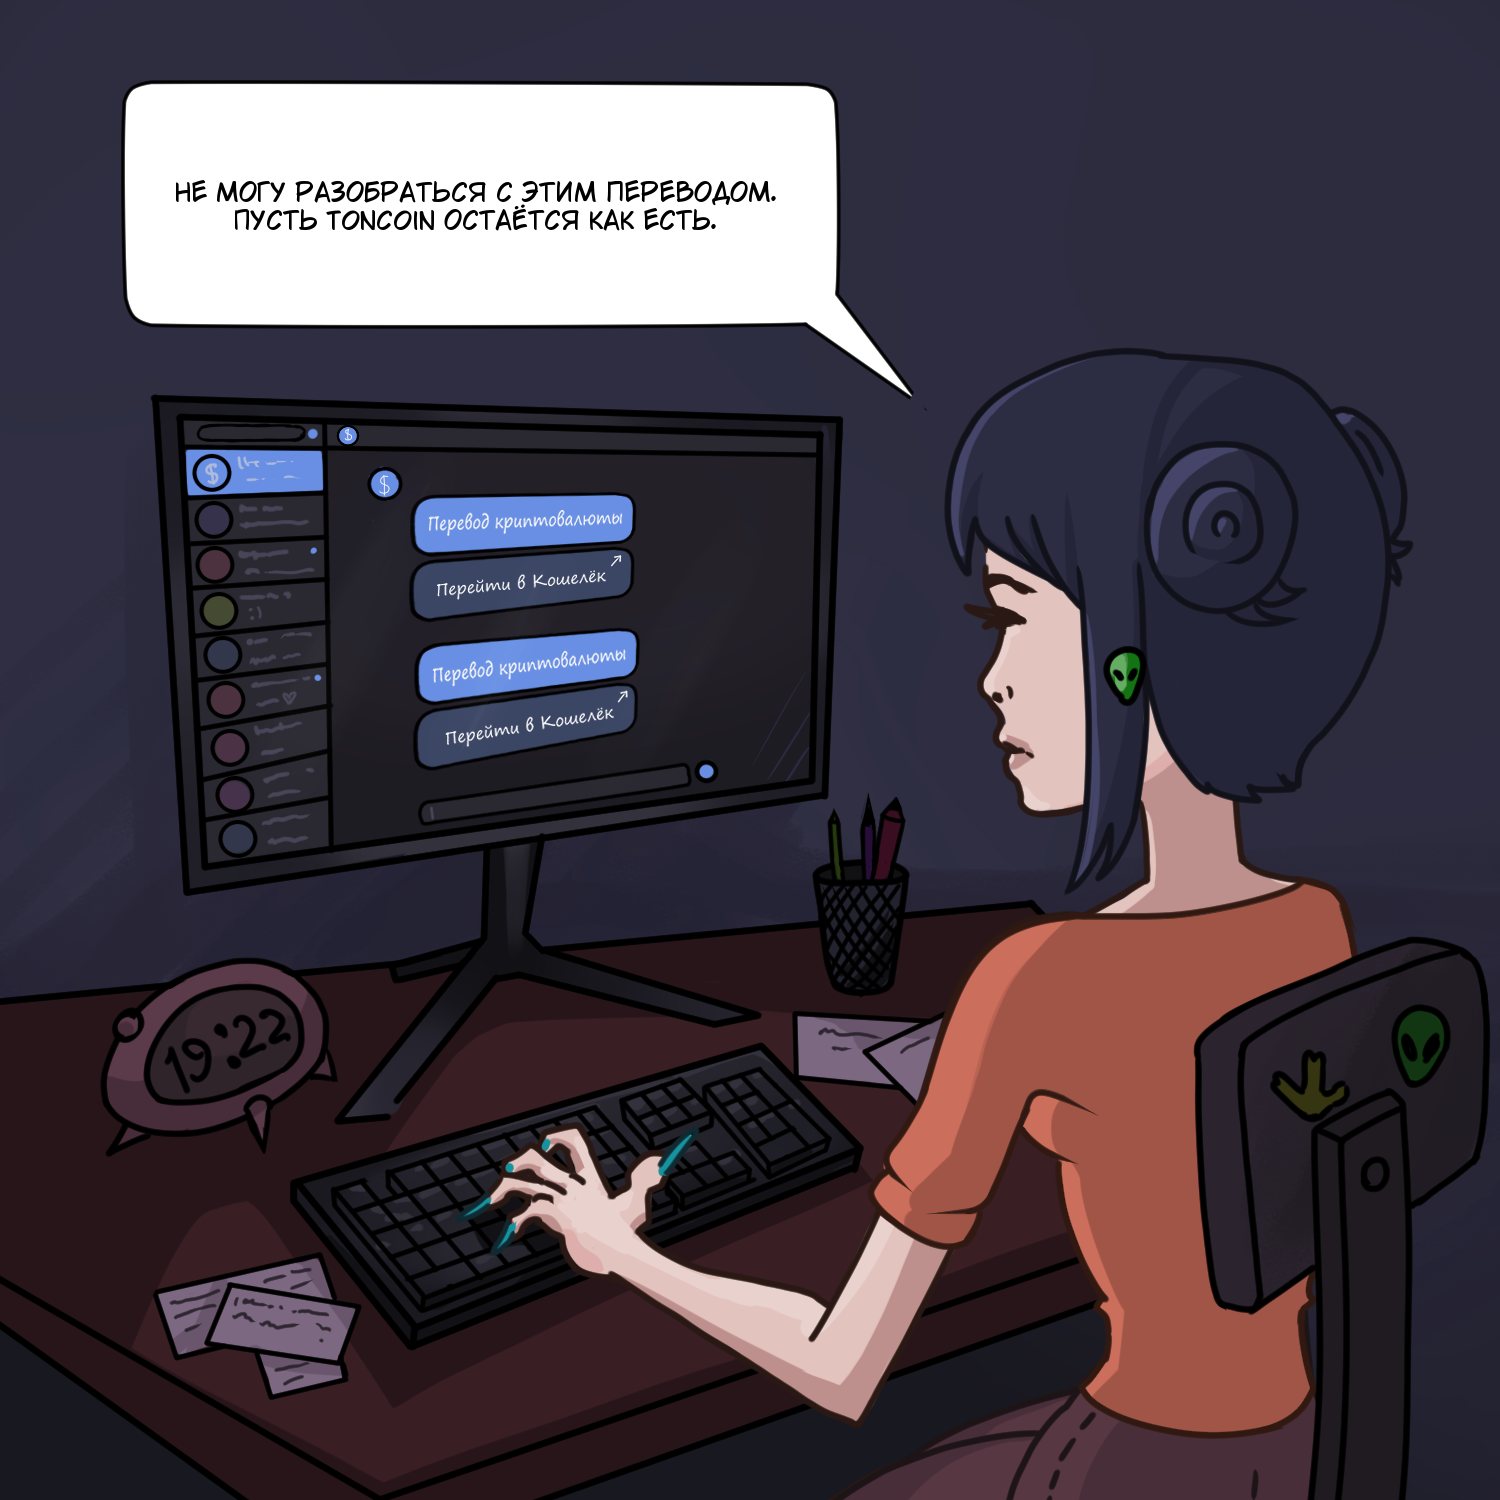 НЕ МОГУ РАЗОБРАТЬСЯ С ЭТИМ ПЕРЕВОДОМ.
ПУСТЬ TONCOIN ОСТАЁТСЯ КАК ЕСТЬ.
$
$
$
Перевод криптовалюты
Перейти в Кошелёк
:)
Перевод криптовалюты
Перейти в Кошелёк
19:22